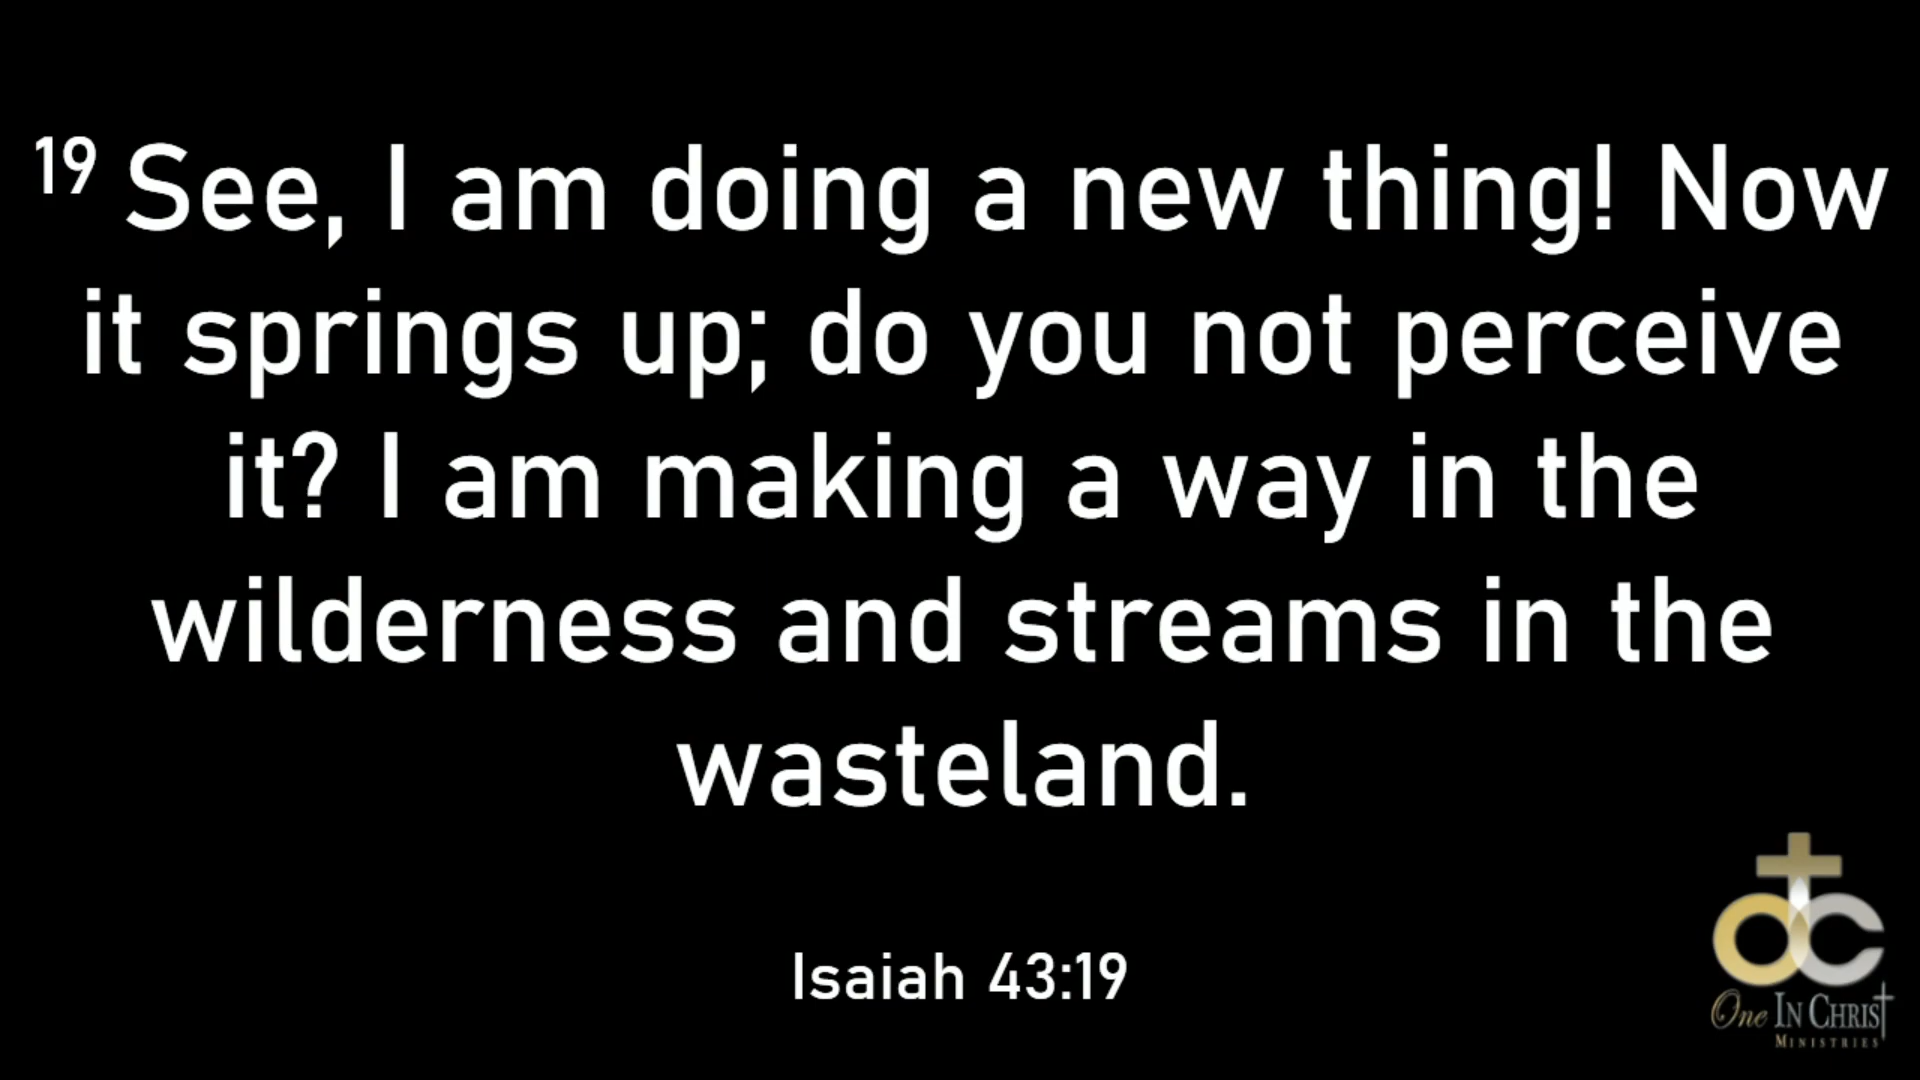 19 See, I am doing a new thing! Now
it springs up; do you not perceive
it? I am making a way in the
wilderness and streams in the
wasteland.
Isaiah 43:19
OC
One IN CHRIST
MINISTRIES